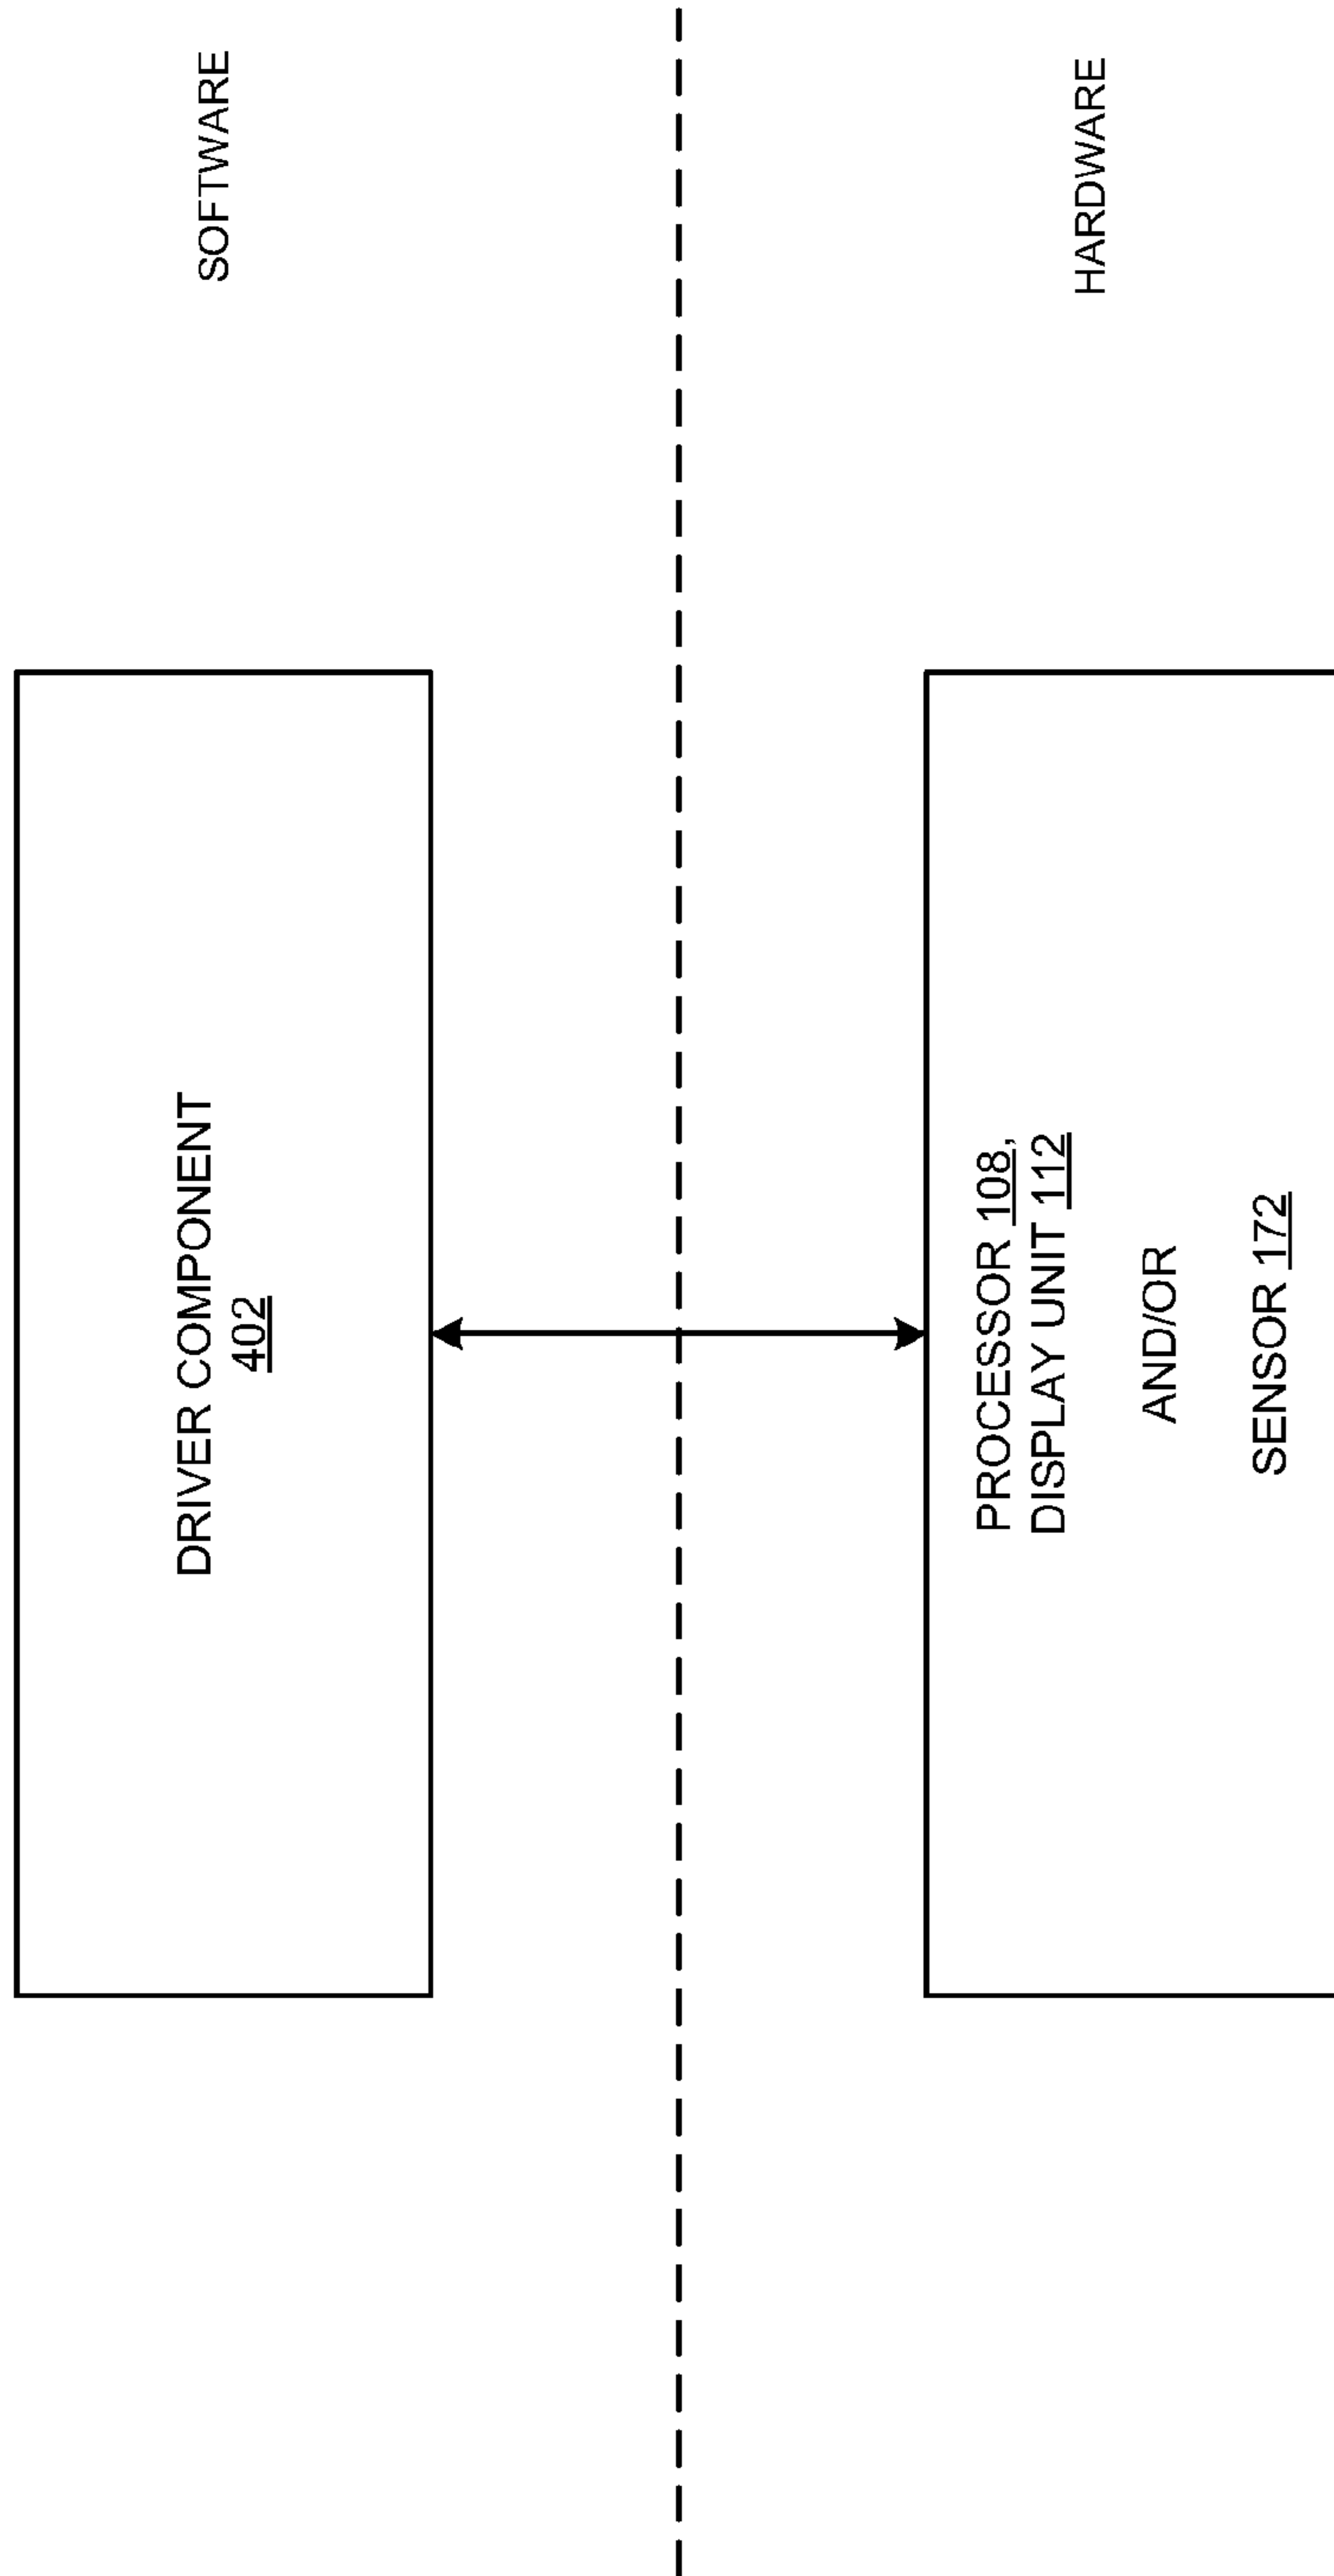 SOFTWARE
DRIVER COMPONENT
402
HARDWARE
PROCESSOR 108,
DISPLAY UNIT 112
AND/OR
SENSOR 172